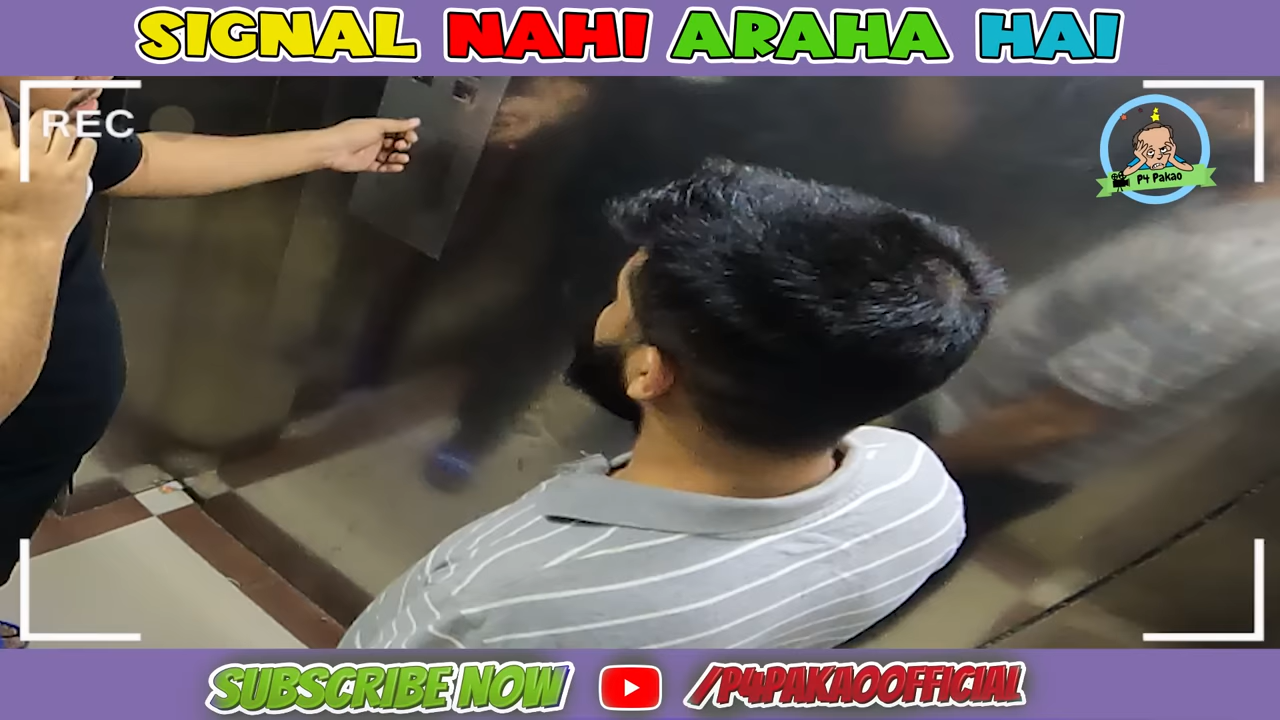 SIGNAL NAHI ARAHA HAI
REC
P4 Pakao
SUBSCRIBE NOW /P4PAKAOOFFICIAL